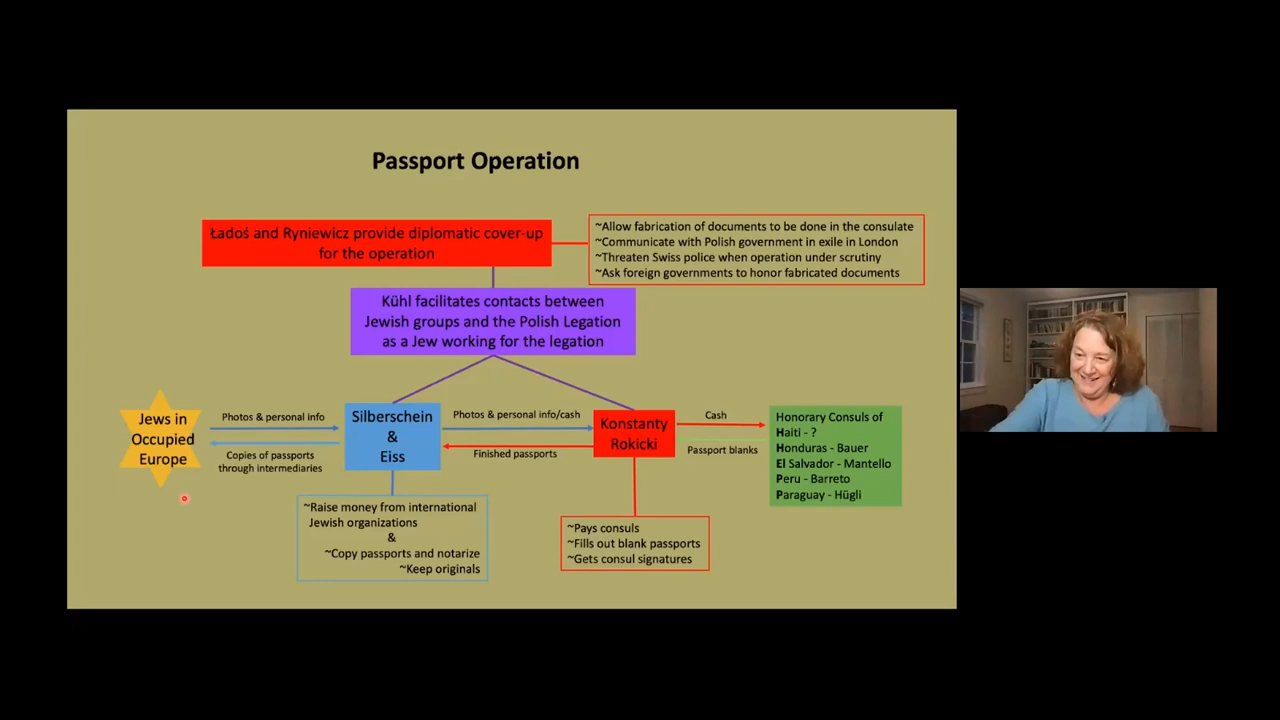 Passport Operation
Ładoś and Ryniewicz provide diplomatic cover-up
for the operation
~Allow fabrication of documents to be done in the consulate
~Communicate with Polish government in exile in London
~Threaten Swiss police when operation under scrutiny
~Ask foreign governments to honor fabricated documents
Kühl facilitates contacts between
Jewish groups and the Polish Legation
as a Jew working for the legation
Jews in
Occupied
Europe
Photos & personal info
Copies of passports
through intermediaries
Silberschein
&
Eiss
Photos & personal info/cash
Finished passports
Konstanty
Rokicki
Cash
Passport blanks
Honorary Consuls of
Haiti - ?
Honduras - Bauer
El Salvador - Mantello
Peru - Barreto
Paraguay - Hügli
~Raise money from international
Jewish organizations
&
~Copy passports and notarize
~Keep originals
~Pays consuls
~Fills out blank passports
~Gets consul signatures